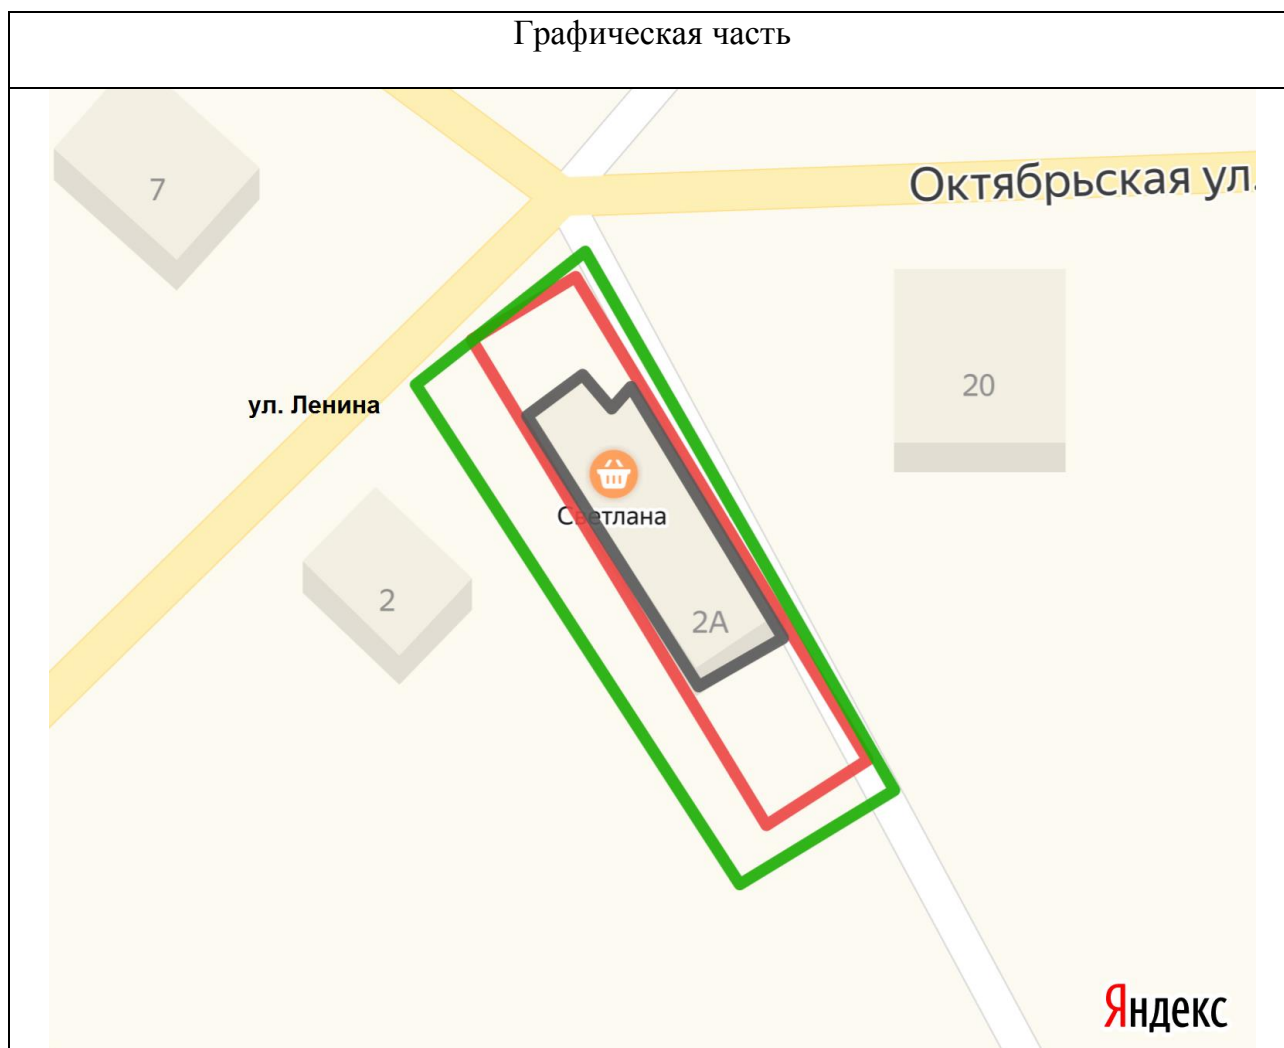 Графическая часть
7
Октябрьская ул.
20
ул. Ленина
Светлана
2
2А
Яндекс